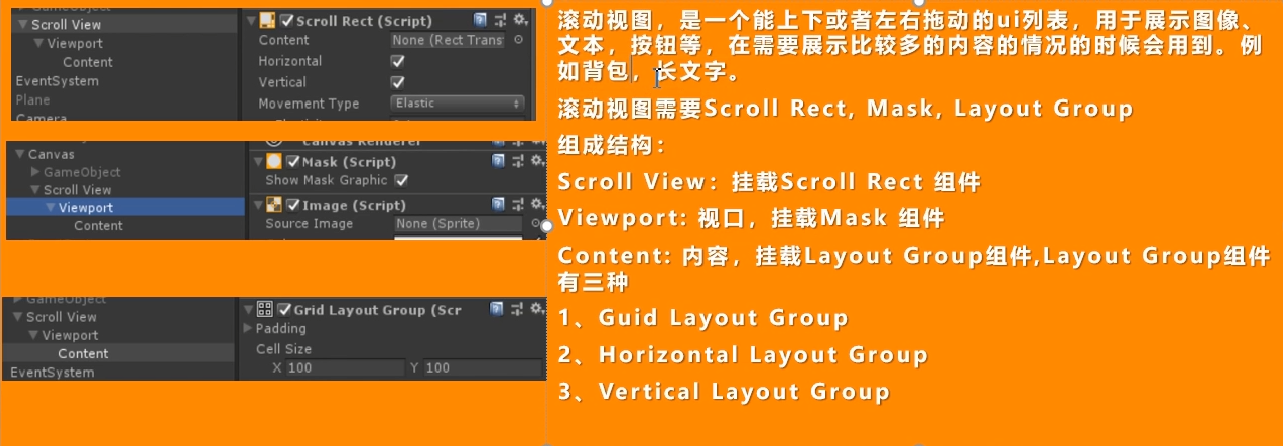 GameObject
Scroll View
Viewport
Content
EventSystem
Plane
Camera
Scroll Rect (Script)
Content None (Rect Trans
Horizontal
Vertical
Movement Type Elastic
Canvas
GameObject
Scroll View
Viewport
Content
Canvas Renderer
Mask (Script)
Show Mask Graphic
Image (Script)
Source Image None (Sprite)
GameObject
Scroll View
Viewport
Content
EventSystem
Grid Layout Group (Scr
Padding
Cell Size
X 100 Y 100
滚动视图，是一个能上下或者左右拖动的ui列表，用于展示图像、
文本，按钮等，在需要展示比较多的内容的情况的时候会用到。例
如背包，长文字。
滚动视图需要Scroll Rect, Mask, Layout Group
组成结构：
Scroll View：挂载Scroll Rect 组件
Viewport: 视口，挂载Mask 组件
Content: 内容，挂载Layout Group组件,Layout Group组件
有三种
1、Guid Layout Group
2、Horizontal Layout Group
3、Vertical Layout Group